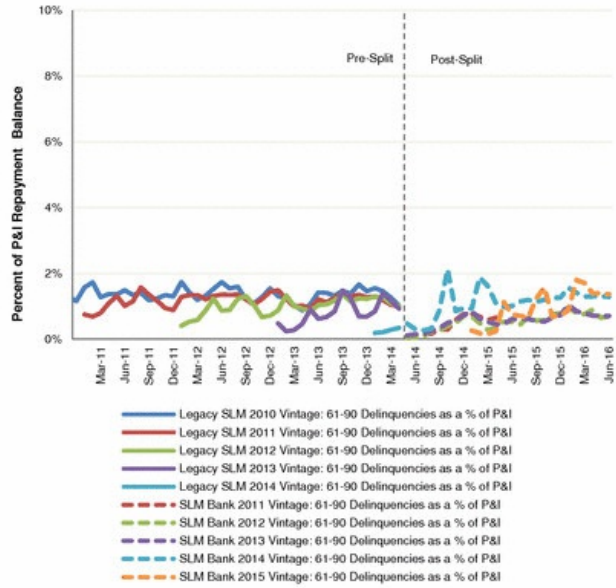 10%
8%
6%
4%
2%
0%
Percent of P&I Repayment Balance
Pre-Split
Post-Split
Mar-11
Jun-11
Sep-11
Dec-11
Mar-12
Jun-12
Sep-12
Dec-12
Mar-13
Jun-13
Sep-13
Dec-13
Mar-14
Jun-14
Sep-14
Dec-14
Mar-15
Jun-15
Sep-15
Dec-15
Mar-16
Jun-16
Legacy SLM 2010 Vintage: 61-90 Delinquencies as a % of P&I
Legacy SLM 2011 Vintage: 61-90 Delinquencies as a % of P&I
Legacy SLM 2012 Vintage: 61-90 Delinquencies as a % of P&I
Legacy SLM 2013 Vintage: 61-90 Delinquencies as a % of P&I
Legacy SLM 2014 Vintage: 61-90 Delinquencies as a % of P&I
SLM Bank 2011 Vintage: 61-90 Delinquencies as a % of P&I
SLM Bank 2012 Vintage: 61-90 Delinquencies as a % of P&I
SLM Bank 2013 Vintage: 61-90 Delinquencies as a % of P&I
SLM Bank 2014 Vintage: 61-90 Delinquencies as a % of P&I
SLM Bank 2015 Vintage: 61-90 Delinquencies as a % of P&I